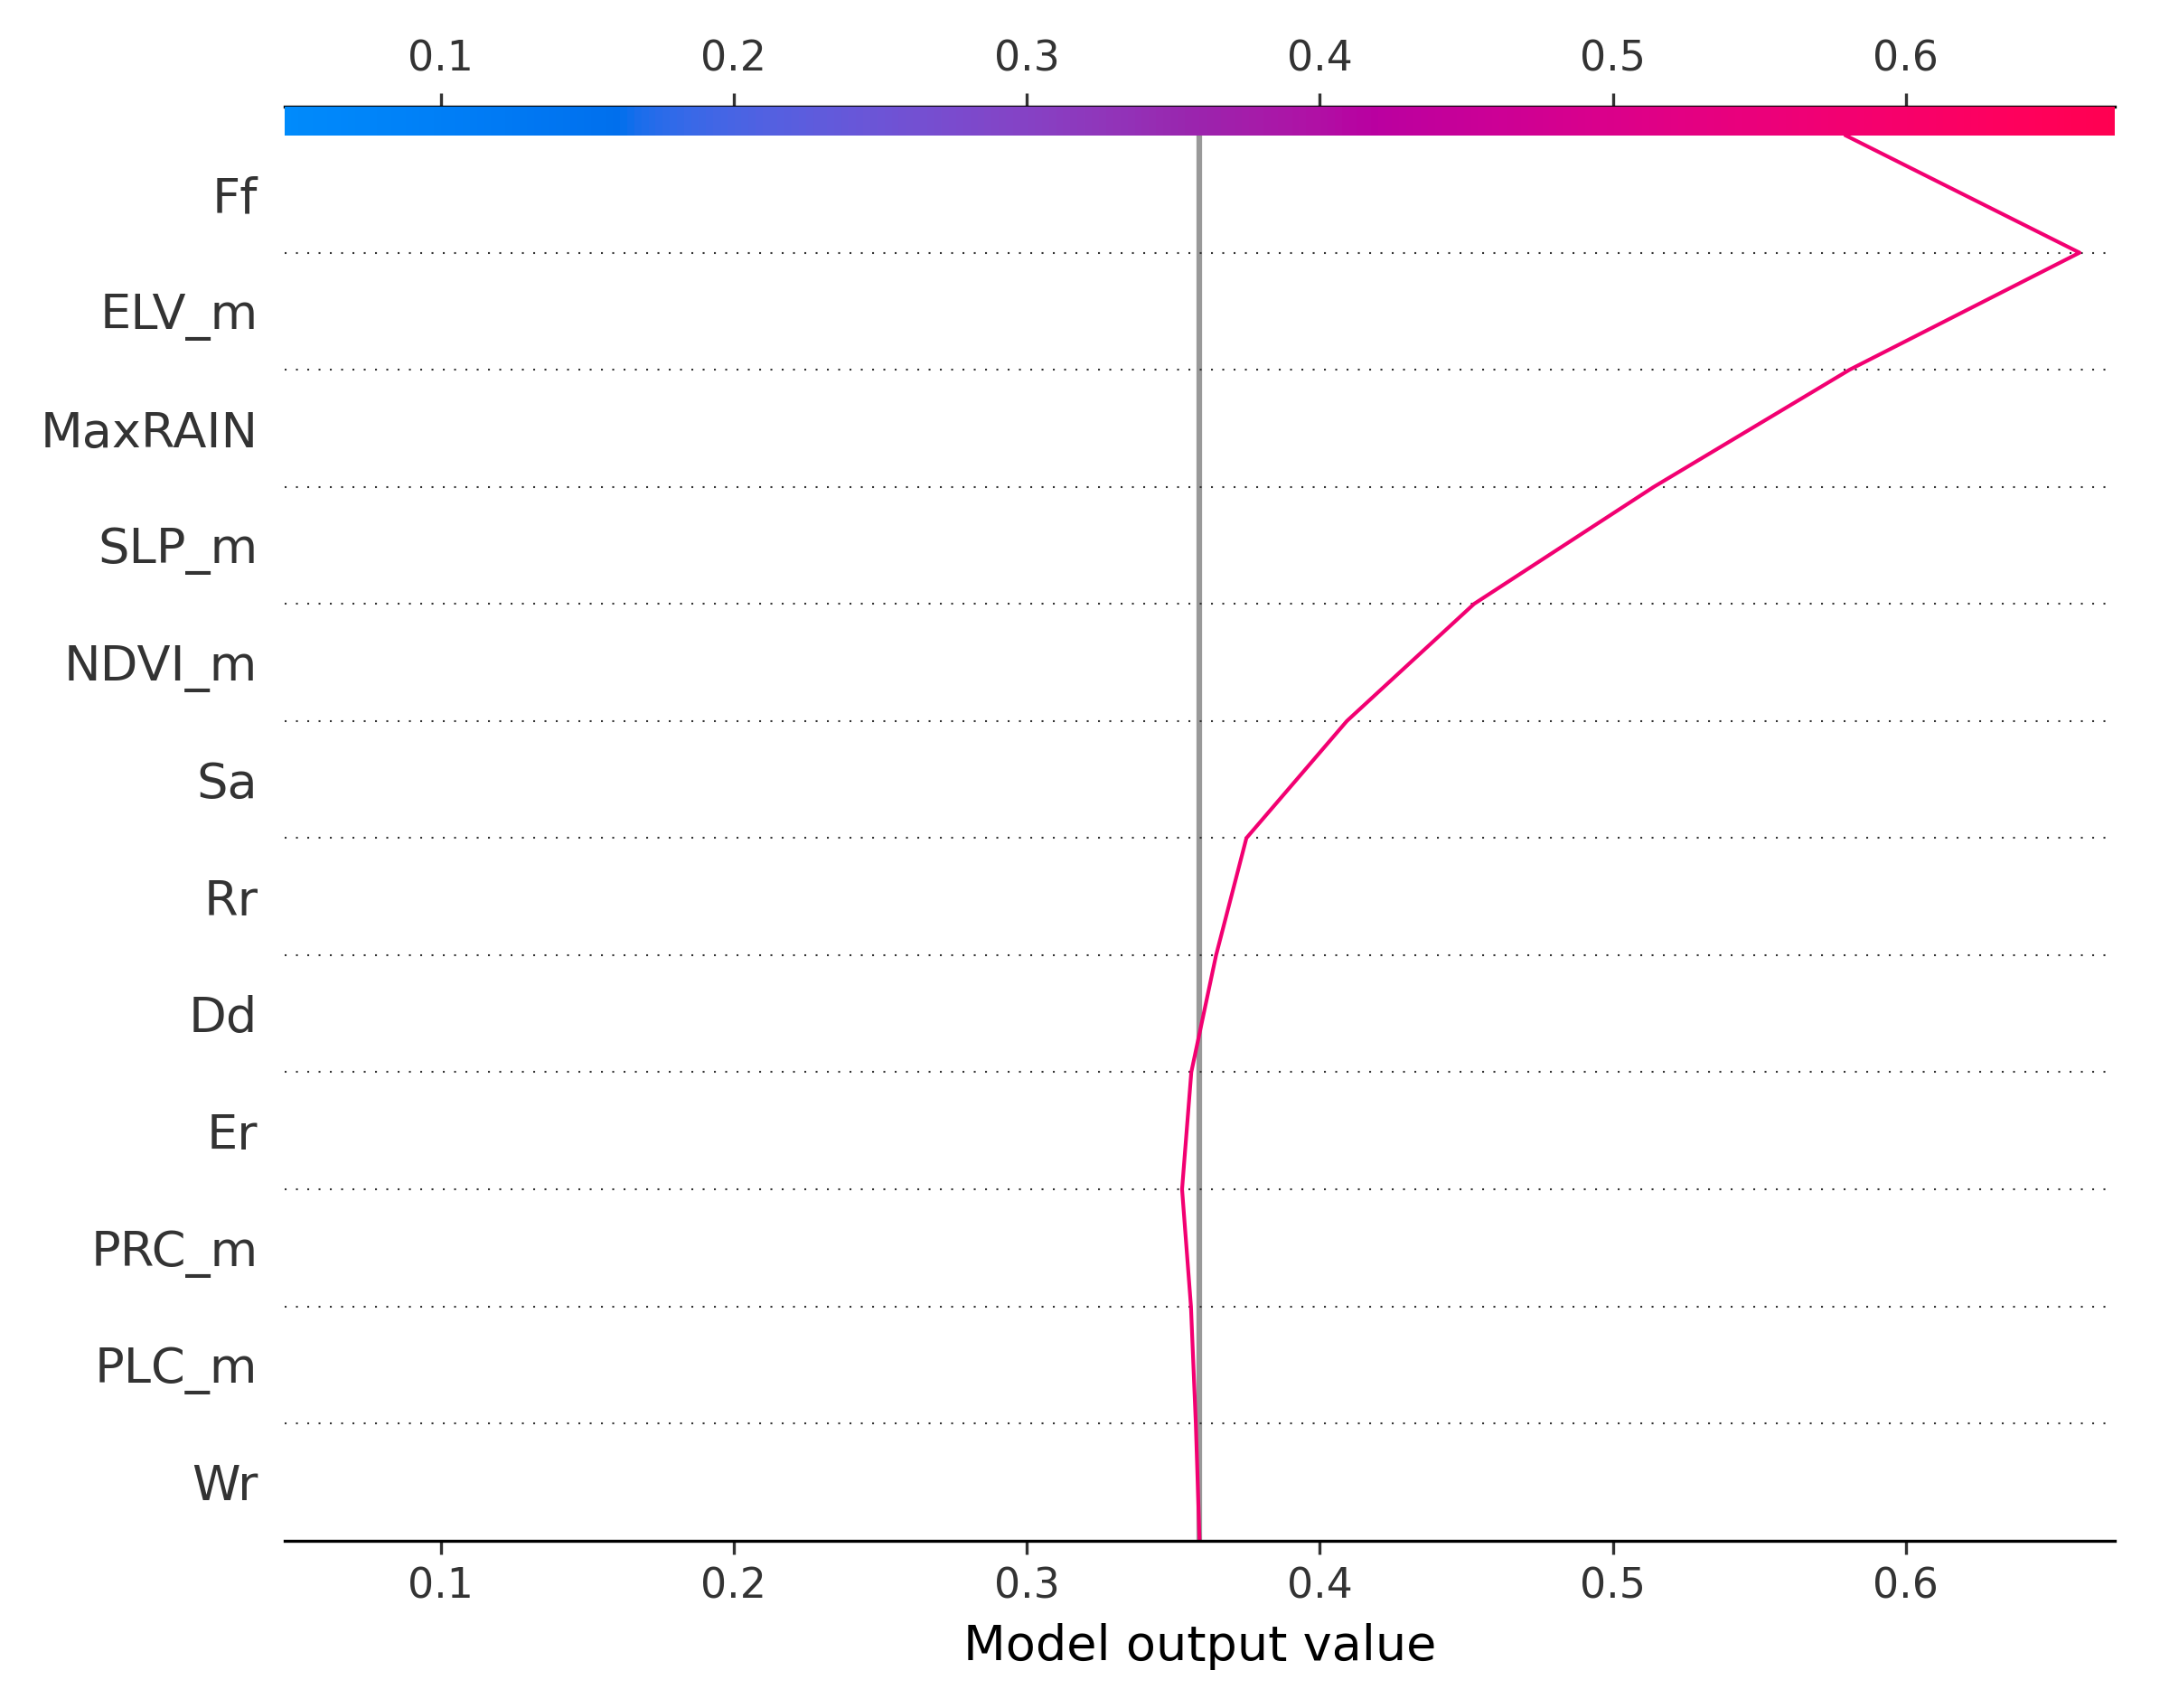 0.1 0.2 0.3 0.4 0.5 0.6
Ff
ELV_m
MaxRAIN
SLP_m
NDVI_m
Sa
Rr
Dd
Er
PRC_m
PLC_m
Wr
0.1 0.2 0.3 0.4 0.5 0.6
Model output value